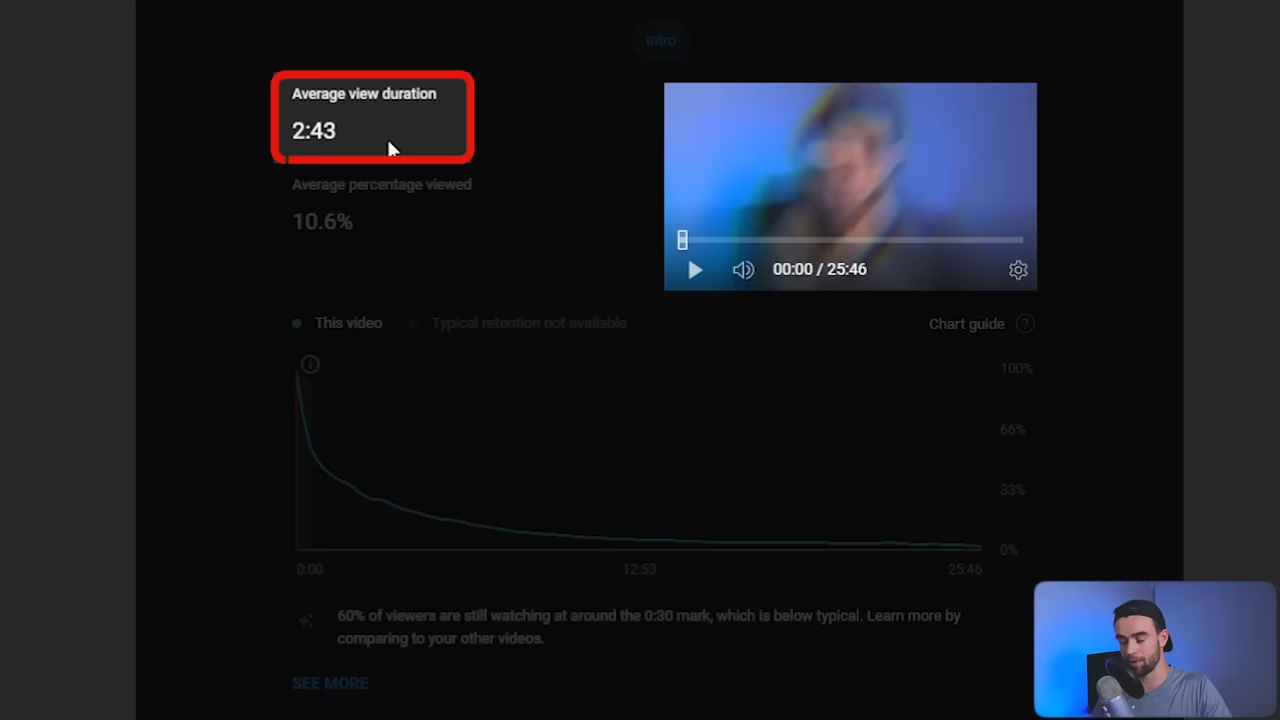 Intro
Average view duration
2:43
Average percentage viewed
10.6%
00:00 / 25:46
This video
Typical retention not available
Chart guide ?
100%
66%
33%
0%
0:00
12:53
25:46
60% of viewers are still watching at around the 0:30 mark, which is below typical. Learn more by
comparing to your other videos.
SEE MORE